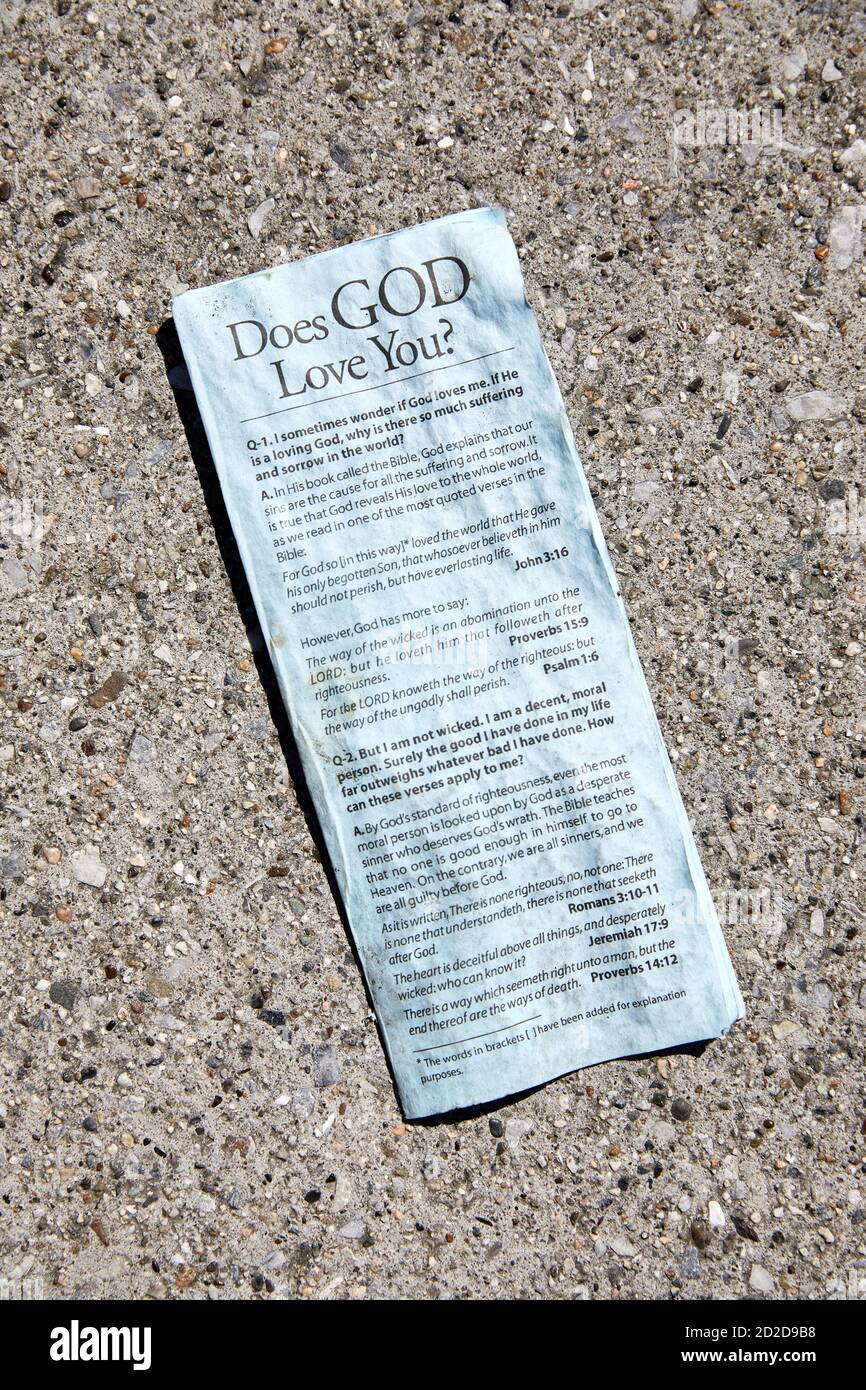 Does GOD
Love You?
Q-1. I sometimes wonder if God loves me. If He
is a loving God, why is there so much suffering
and sorrow in the world?
A. In His book called the Bible, God explains that our
sins are the cause for all the suffering and sorrow. It
is true that God reveals His love to the whole world,
as we read in one of the most quoted verses in the
Bible:
For God so [in this way]* loved the world that He gave
his only begotten Son, that whosoever believeth in him
should not perish, but have everlasting life.
John 3:16
However, God has more to say:
The way of the wicked is an abomination unto the
LORD: but he loveth him that followeth after
righteousness. Proverbs 15:9
For the LORD knoweth the way of the righteous: but
the way of the ungodly shall perish. Psalm 1:6
Q-2. But I am not wicked. I am a decent, moral
person. Surely the good I have done in my life
far outweighs whatever bad I have done. How
can these verses apply to me?
A. By God's standard of righteousness, even the most
moral person is looked upon by God as a desperate
sinner who deserves God's wrath. The Bible teaches
that no one is good enough in himself to go to
Heaven. On the contrary, we are all sinners, and we
are all guilty before God.
As it is written, There is none righteous, no, not one: There
is none that understandeth, there is none that seeketh
after God. Romans 3:10-11
The heart is deceitful above all things, and desperately
wicked: who can know it? Jeremiah 17:9
There is a way which seemeth right unto a man, but the
end thereof are the ways of death. Proverbs 14:12
* The words in brackets [ ] have been added for explanation
purposes.
alamy
alamy
Image ID: 2D2D9B8
www.alamy.com